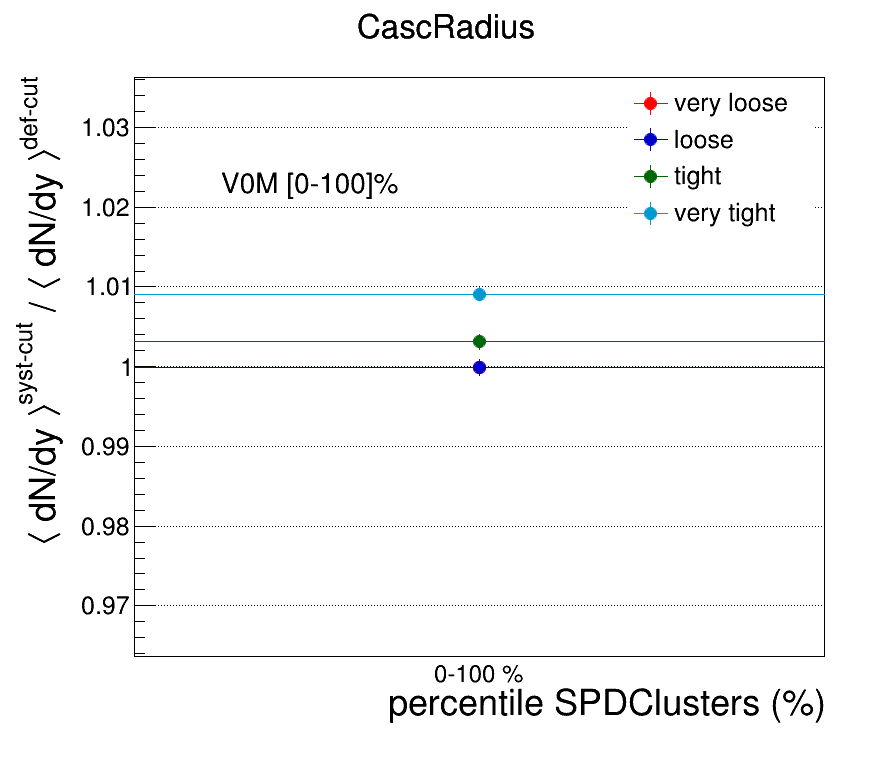 CascRadius
⟨ dN/dy ⟩^syst-cut / ⟨ dN/dy ⟩^def-cut
1.03
1.02
1.01
1
0.99
0.98
0.97
V0M [0-100]%
very loose
loose
tight
very tight
0-100 %
percentile SPDClusters (%)